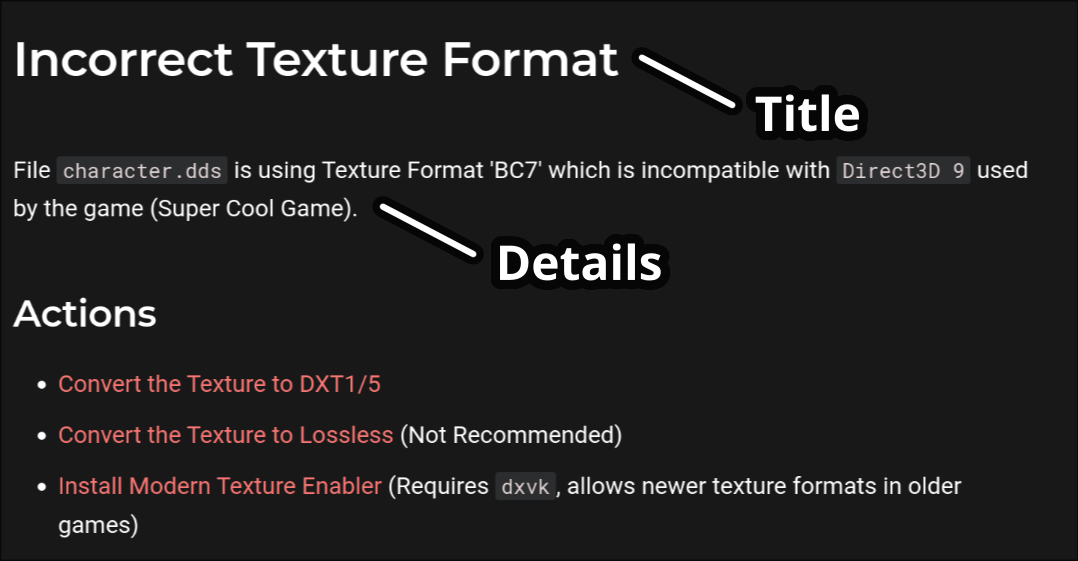 Incorrect Texture Format
Title
File character.dds is using Texture Format 'BC7' which is incompatible with Direct3D 9 used
by the game (Super Cool Game).
Details
Actions
• Convert the Texture to DXT1/5
• Convert the Texture to Lossless (Not Recommended)
• Install Modern Texture Enabler (Requires dxvk, allows newer texture formats in older
games)